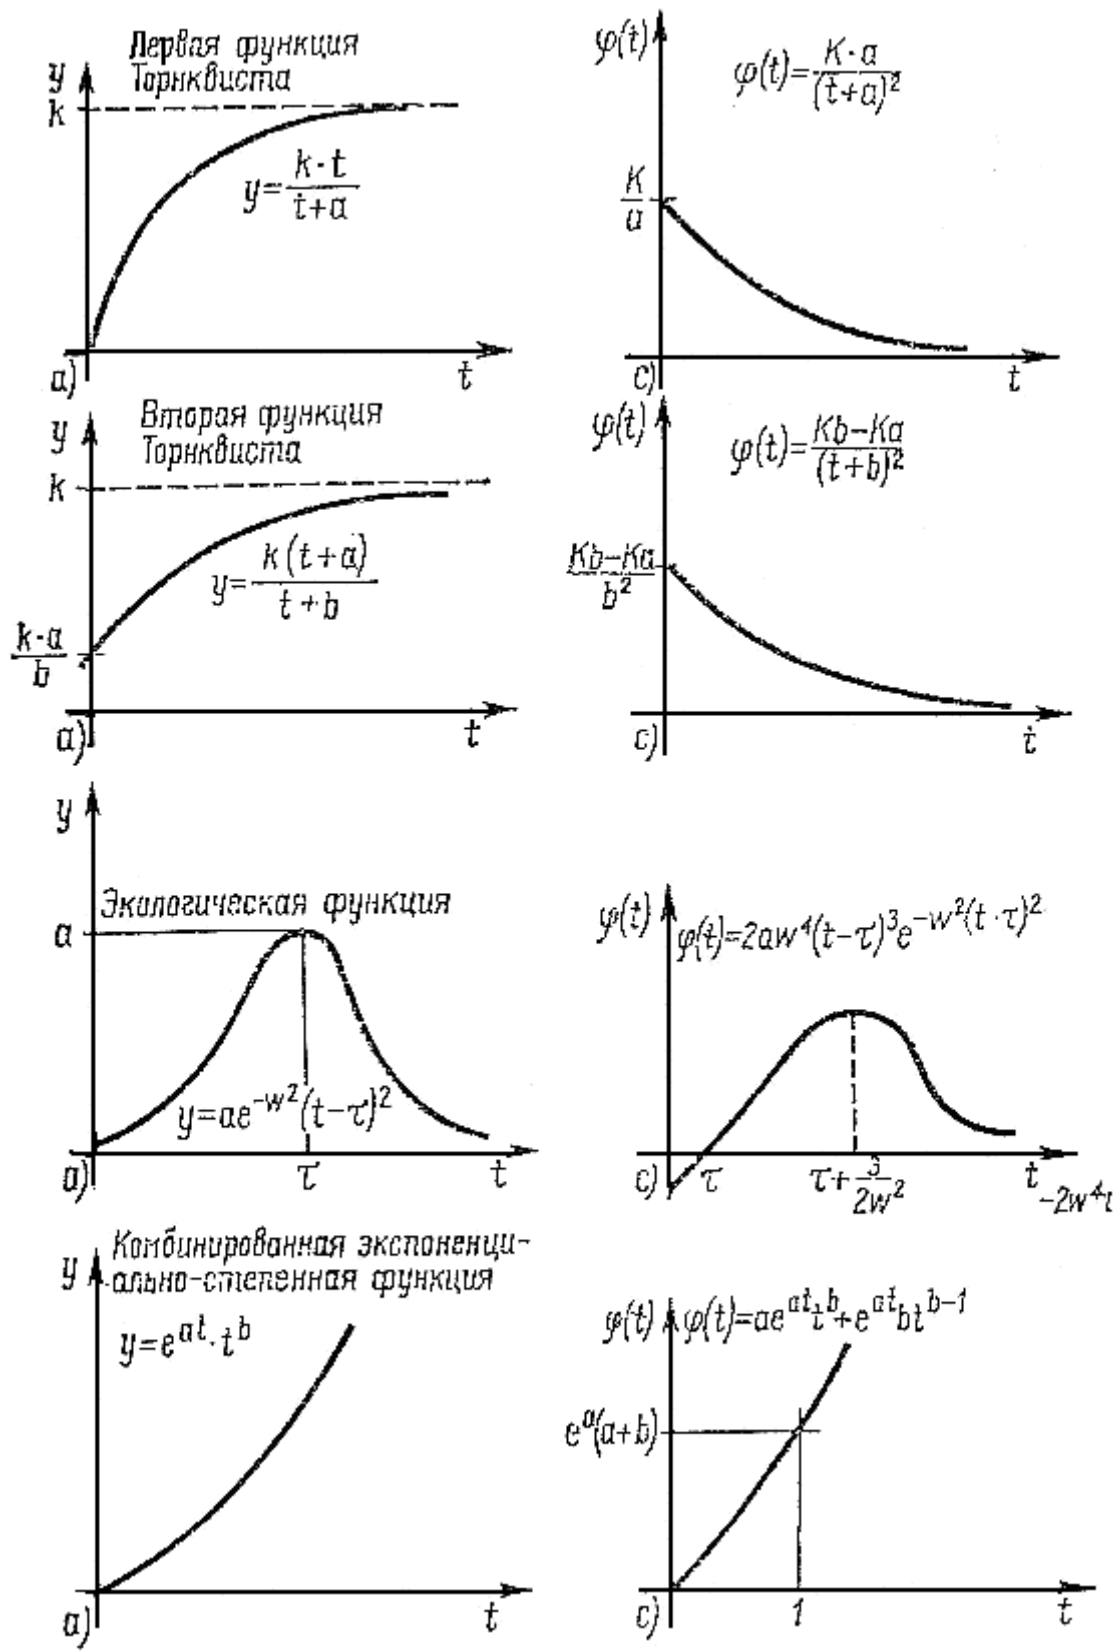 Первая функция
Торнквиста
y
k
y=k·t/(t+a)
a)
t
φ(t)
φ(t)=K·a/(t+a)²
K/a
c)
t
Вторая функция
Торнквиста
y
k
y=k(t+a)/(t+b)
k·a/b
a)
t
φ(t)
φ(t)=(Kb−Ka)/(t+b)²
(Kb−Ka)/b²
c)
t
y
Экологическая функция
a
y=ae^−w²(t−τ)²
a)
τ
t
φ(t)
φ(t)=2aw⁴(t−τ)³e^−w²(t·τ)²
c)
τ
τ+3/2w²
t
−2w⁴τ
Комбинированная экспоненци-
ально-степенная функция
y
y=e^at·t^b
a)
t
φ(t)
φ(t)=ae^at t^b+e^at bt^b−1
e^a(a+b)
c)
1
t